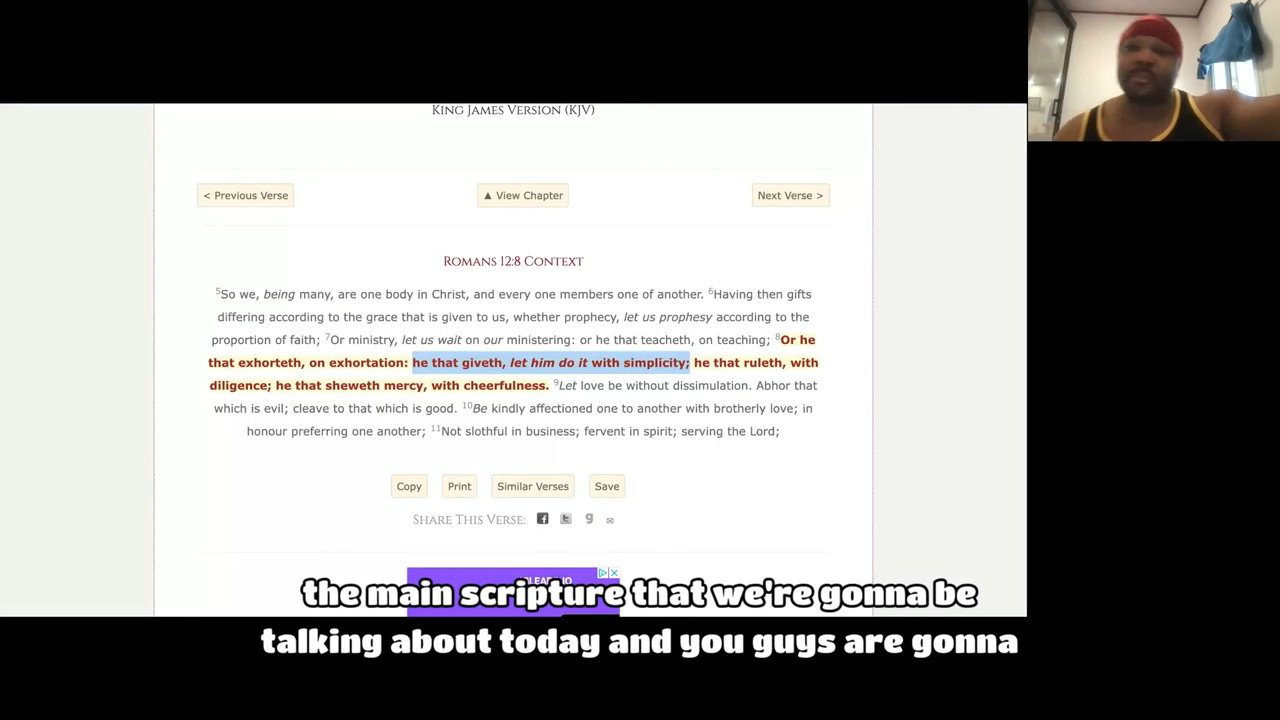 KING JAMES VERSION (KJV)
< Previous Verse
▲ View Chapter
Next Verse >
ROMANS 12:8 CONTEXT
5So we, being many, are one body in Christ, and every one members one of another. 6Having then gifts
differing according to the grace that is given to us, whether prophecy, let us prophesy according to the
proportion of faith; 7Or ministry, let us wait on our ministering: or he that teacheth, on teaching; 8Or he
that exhorteth, on exhortation: he that giveth, let him do it with simplicity; he that ruleth, with
diligence; he that sheweth mercy, with cheerfulness. 9Let love be without dissimulation. Abhor that
which is evil; cleave to that which is good. 10Be kindly affectioned one to another with brotherly love; in
honour preferring one another; 11Not slothful in business; fervent in spirit; serving the Lord;
Copy
Print
Similar Verses
Save
SHARE THIS VERSE:
the main scripture that we're gonna be
talking about today and you guys are gonna